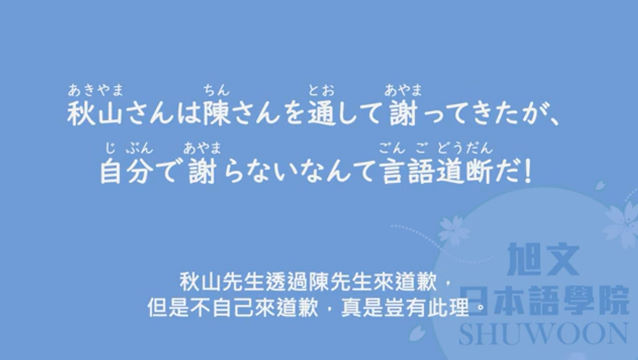 あきやま ちん とお あやま
秋山さんは陳さんを通して謝ってきたが、
じぶん あやま ごんごどうだん
自分で謝らないなんて言語道断だ!
秋山先生透過陳先生來道歉，
但是不自己來道歉，真是豈有此理。
旭文
日本語學院
SHUWOON